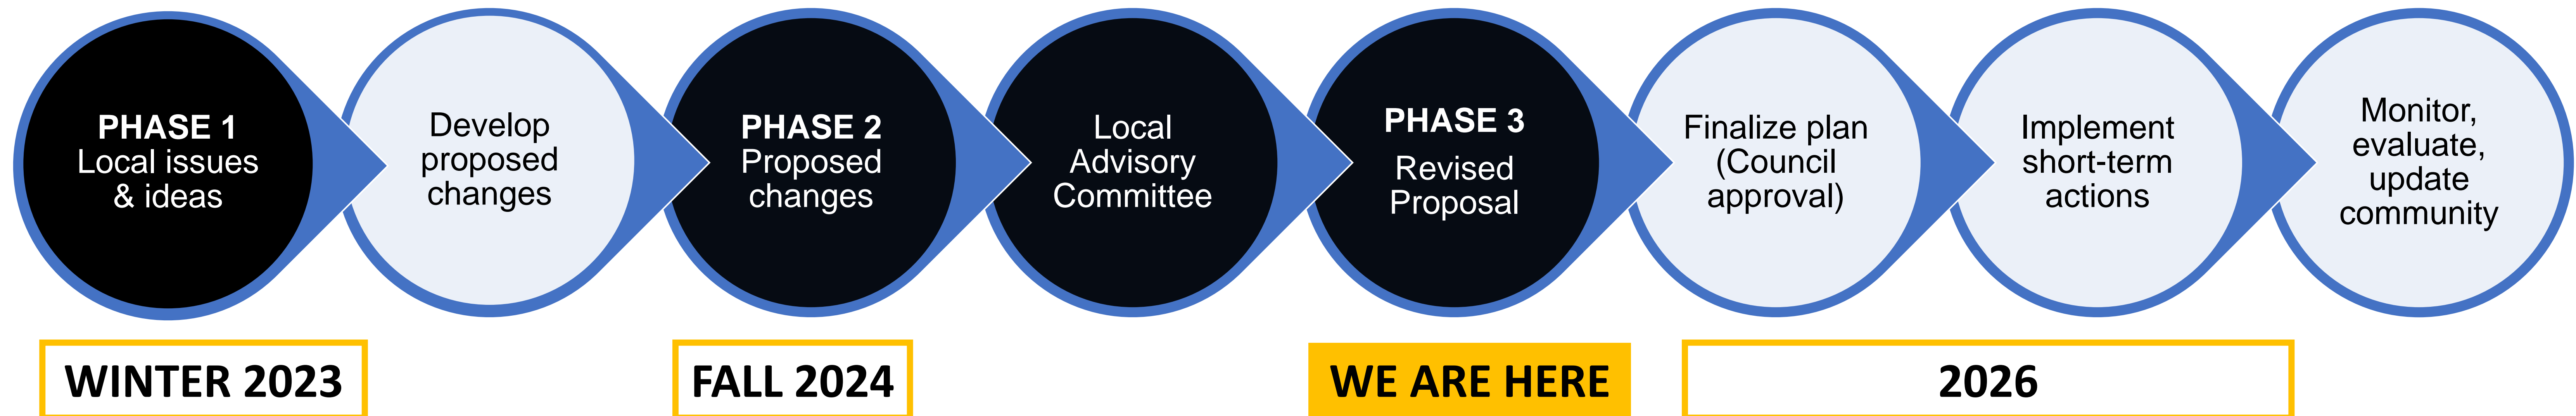 PHASE 1
Local issues
& ideas
Develop
proposed
changes
PHASE 2
Proposed
changes
Local
Advisory
Committee
PHASE 3
Revised
Proposal
Finalize plan
(Council
approval)
Implement
short-term
actions
Monitor,
evaluate,
update
community
WINTER 2023
FALL 2024
WE ARE HERE
2026